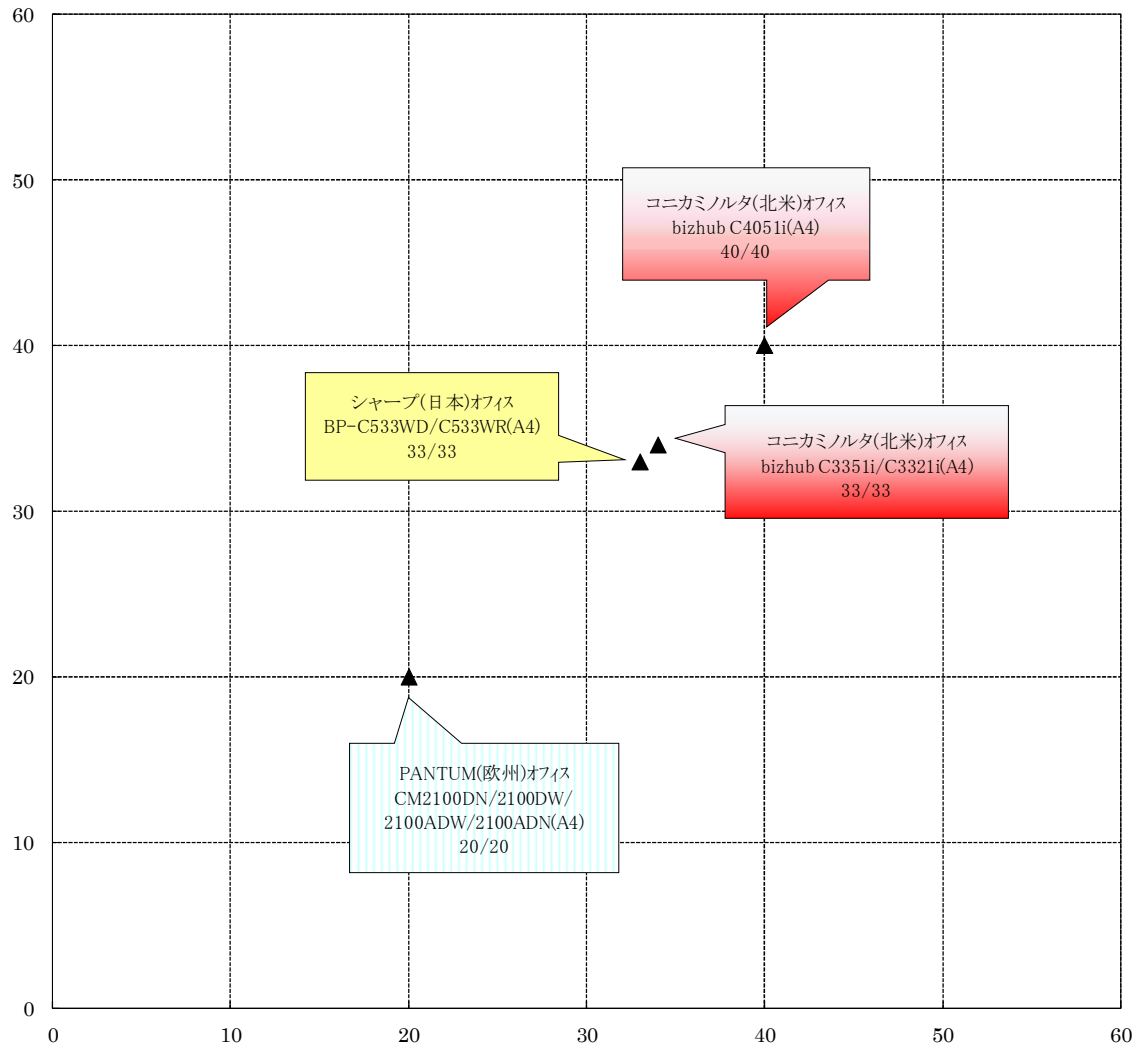 60
50
コニカミノルタ(北米)オフィス
bizhub C4051i(A4)
40/40
40
シャープ(日本)オフィス
BP-C533WD/C533WR(A4)
33/33
コニカミノルタ(北米)オフィス
bizhub C3351i/C3321i(A4)
33/33
30
20
PANTUM(欧州)オフィス
CM2100DN/2100DW/
2100ADW/2100ADN(A4)
20/20
10
0
0 10 20 30 40 50 60